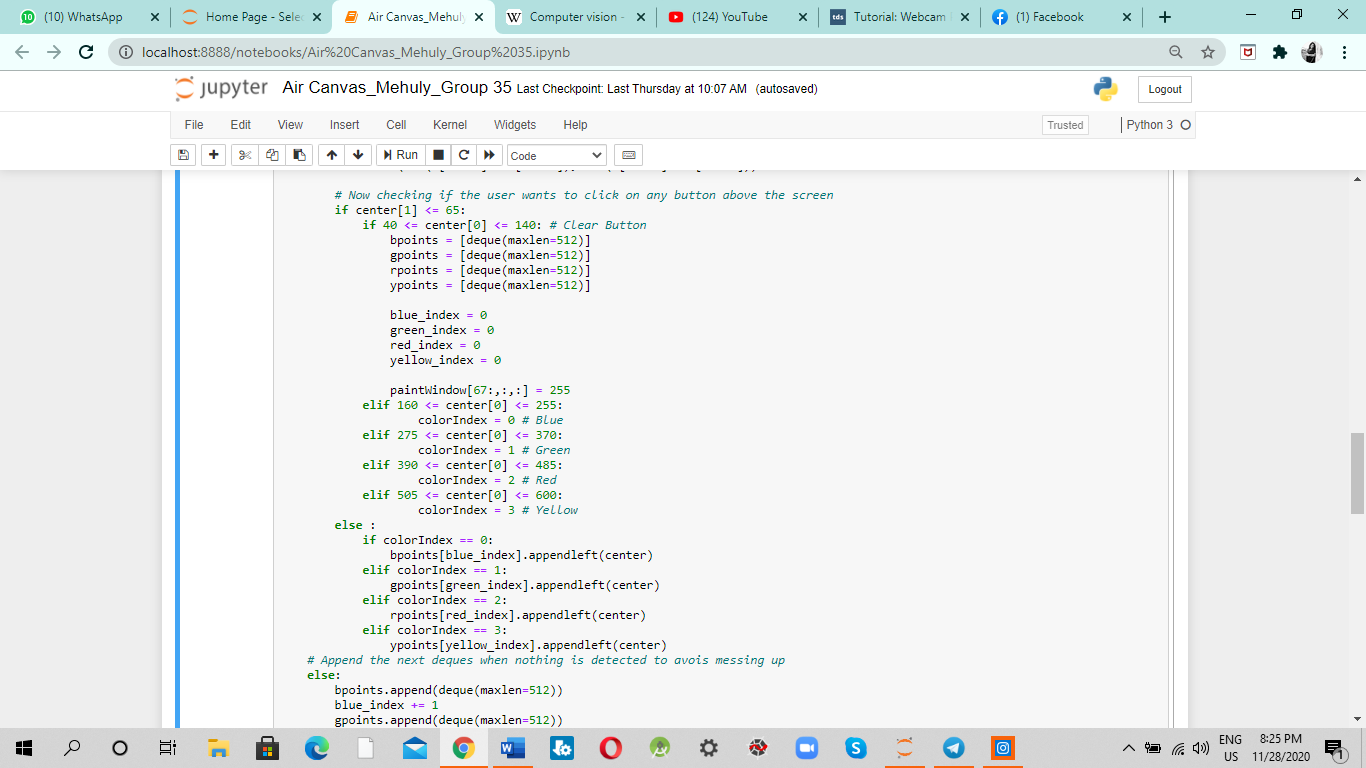 (10) WhatsApp
Home Page - Selec
Air Canvas_Mehuly
Computer vision -
(124) YouTube
tds Tutorial: Webcam
(1) Facebook
localhost:8888/notebooks/Air%20Canvas_Mehuly_Group%2035.ipynb
jupyter Air Canvas_Mehuly_Group 35 Last Checkpoint: Last Thursday at 10:07 AM (autosaved)
Logout
File Edit View Insert Cell Kernel Widgets Help
Trusted
Python 3
Run
Code
# Now checking if the user wants to click on any button above the screen
if center[1] <= 65:
if 40 <= center[0] <= 140: # Clear Button
bpoints = [deque(maxlen=512)]
gpoints = [deque(maxlen=512)]
rpoints = [deque(maxlen=512)]
ypoints = [deque(maxlen=512)]
blue_index = 0
green_index = 0
red_index = 0
yellow_index = 0
paintWindow[67:,:,:] = 255
elif 160 <= center[0] <= 255:
colorIndex = 0 # Blue
elif 275 <= center[0] <= 370:
colorIndex = 1 # Green
elif 390 <= center[0] <= 485:
colorIndex = 2 # Red
elif 505 <= center[0] <= 600:
colorIndex = 3 # Yellow
else :
if colorIndex == 0:
bpoints[blue_index].appendleft(center)
elif colorIndex == 1:
gpoints[green_index].appendleft(center)
elif colorIndex == 2:
rpoints[red_index].appendleft(center)
elif colorIndex == 3:
ypoints[yellow_index].appendleft(center)
# Append the next deques when nothing is detected to avois messing up
else:
bpoints.append(deque(maxlen=512))
blue_index += 1
gpoints.append(deque(maxlen=512))
ENG
US
8:25 PM
11/28/2020
1